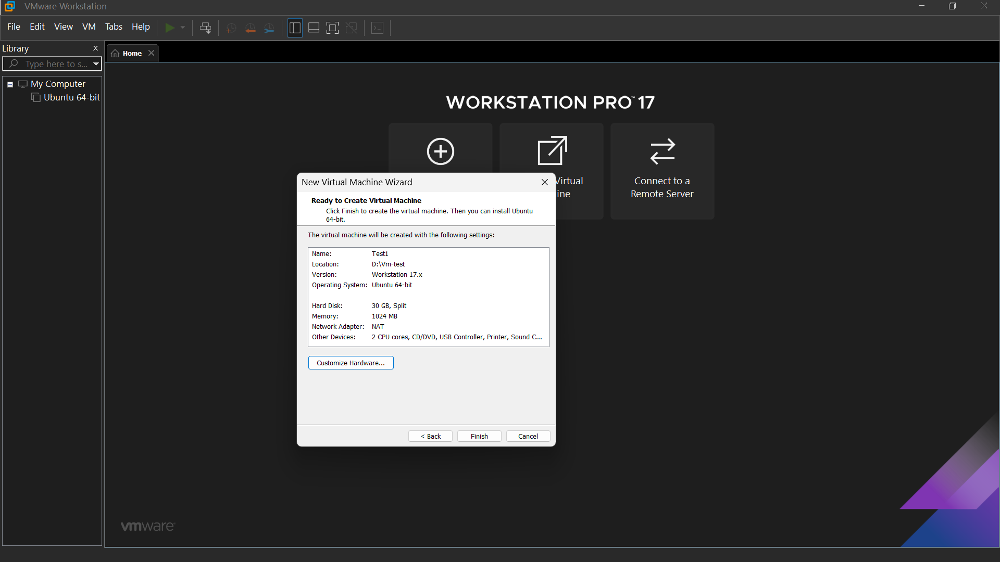 VMware Workstation
File Edit View VM Tabs Help
Library
Home
Type here to s...
My Computer
Ubuntu 64-bit
WORKSTATION PRO™ 17
Virtual
Connect to a
Remote Server
New Virtual Machine Wizard
Ready to Create Virtual Machine
Click Finish to create the virtual machine. Then you can install Ubuntu
64-bit.
The virtual machine will be created with the following settings:
Name: Test1
Location: D:\Vm-test
Version: Workstation 17.x
Operating System: Ubuntu 64-bit
Hard Disk: 30 GB, Split
Memory: 1024 MB
Network Adapter: NAT
Other Devices: 2 CPU cores, CD/DVD, USB Controller, Printer, Sound C...
Customize Hardware...
< Back Finish Cancel
vmware